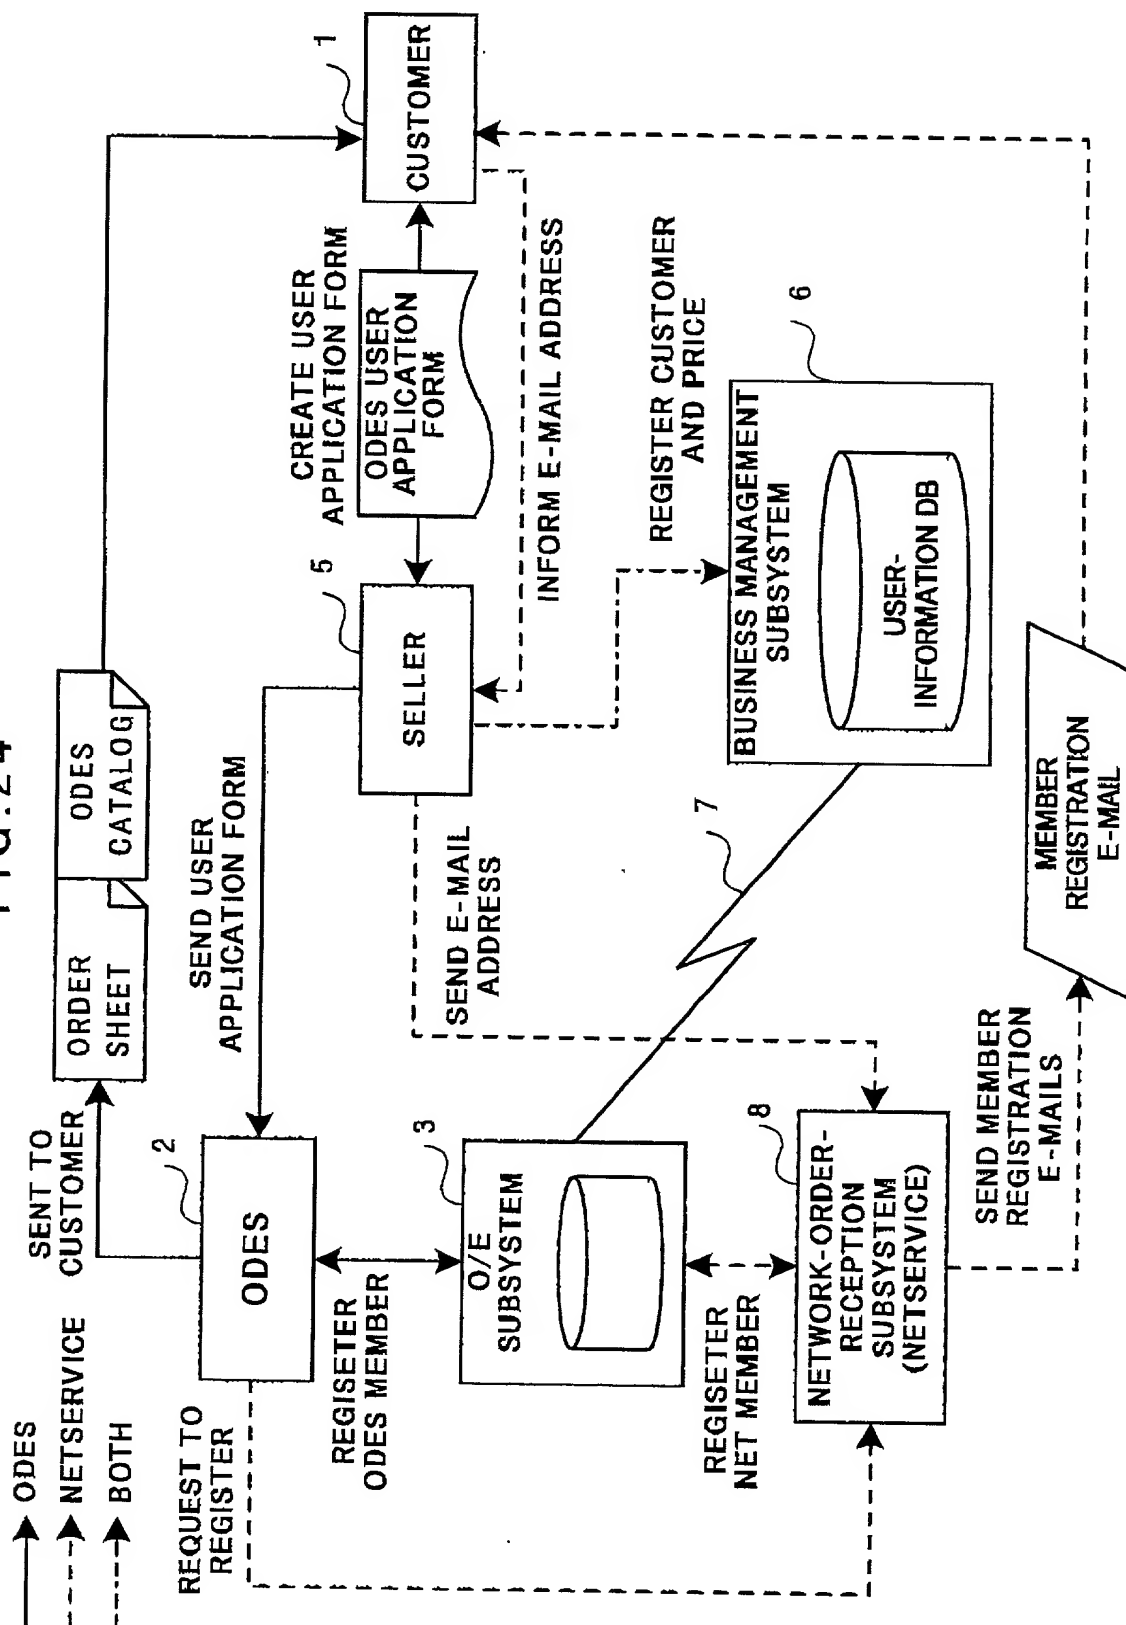 FIG.24
ODES
NETSERVICE
BOTH
SENT TO
CUSTOMER
ORDER
SHEET
ODES
CATALOG
1
CUSTOMER
2
ODES
SEND USER
APPLICATION FORM
5
SELLER
CREATE USER
APPLICATION FORM
ODES USER
APPLICATION
FORM
INFORM E-MAIL ADDRESS
REQUEST TO
REGISTER
REGISETER
ODES MEMBER
3
O/E
SUBSYSTEM
SEND E-MAIL
ADDRESS
REGISTER CUSTOMER
AND PRICE
6
BUSINESS MANAGEMENT
SUBSYSTEM
USER-
INFORMATION DB
7
REGISETER
NET MEMBER
8
NETWORK-ORDER-
RECEPTION
SUBSYSTEM
(NETSERVICE)
SEND MEMBER
REGISTRATION
E-MAILS
MEMBER
REGISTRATION
E-MAIL